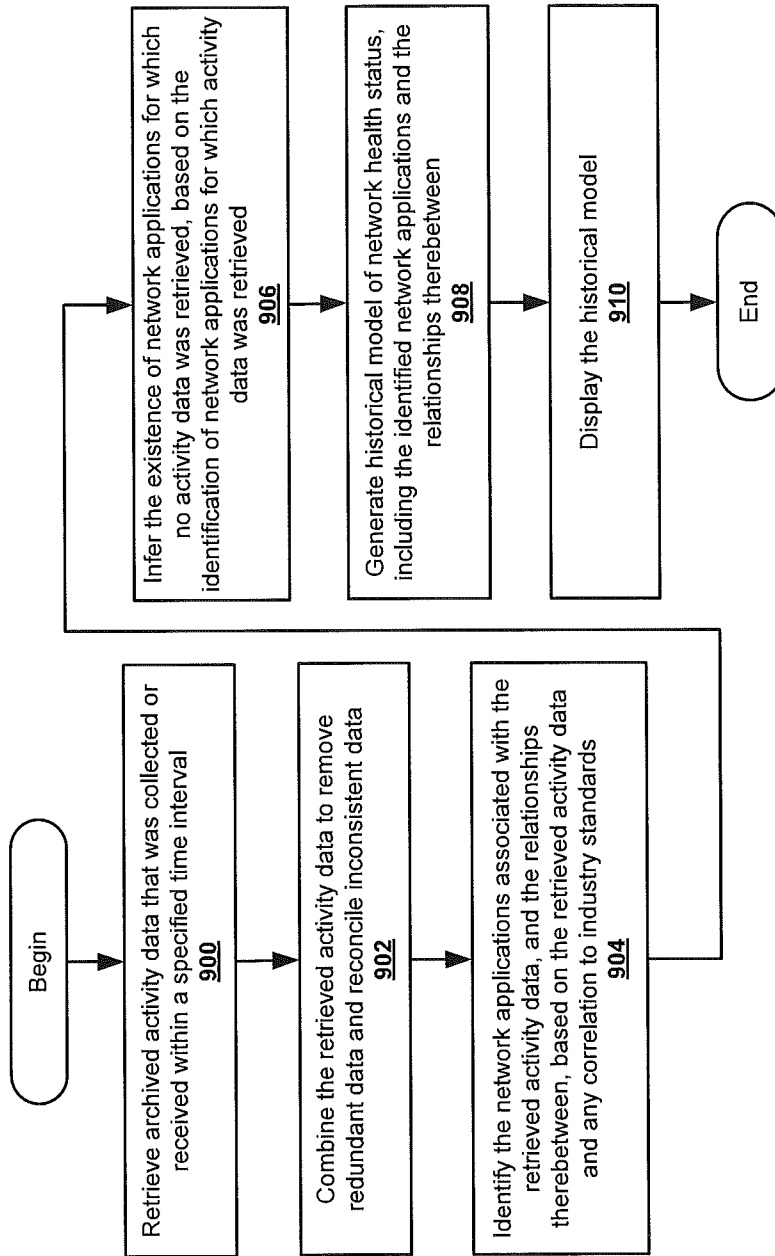 Begin
Retrieve archived activity data that was collected or
received within a specified time interval
900
Combine the retrieved activity data to remove
redundant data and reconcile inconsistent data
902
Identify the network applications associated with the
retrieved activity data, and the relationships
therebetween, based on the retrieved activity data
and any correlation to industry standards
904
Infer the existence of network applications for which
no activity data was retrieved, based on the
identification of network applications for which activity
data was retrieved
906
Generate historical model of network health status,
including the identified network applications and the
relationships therebetween
908
Display the historical model
910
End